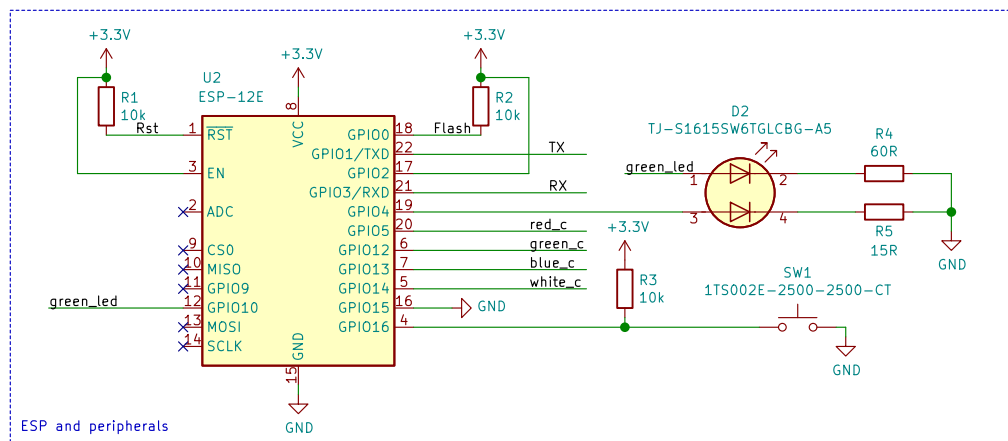 +3.3V
+3.3V
+3.3V
U2
ESP-12E
R1
10k
Rst
R2
10k
Flash
8
VCC
1
RST
3
EN
2
ADC
9
CS0
10
MISO
11
GPIO9
green_led
12
GPIO10
13
MOSI
14
SCLK
GND
15
GND
GPIO0
18
GPIO1/TXD
22
TX
GPIO2
17
GPIO3/RXD
21
RX
GPIO4
19
GPIO5
20
red_c
GPIO12
6
green_c
GPIO13
7
blue_c
GPIO14
5
white_c
GPIO15
16
GND
GPIO16
4
D2
TJ-S1615SW6TGLCBG-A5
green_led
1
2
3
4
R4
60R
R5
15R
GND
+3.3V
R3
10k
SW1
1TS002E-2500-2500-CT
GND
ESP and peripherals